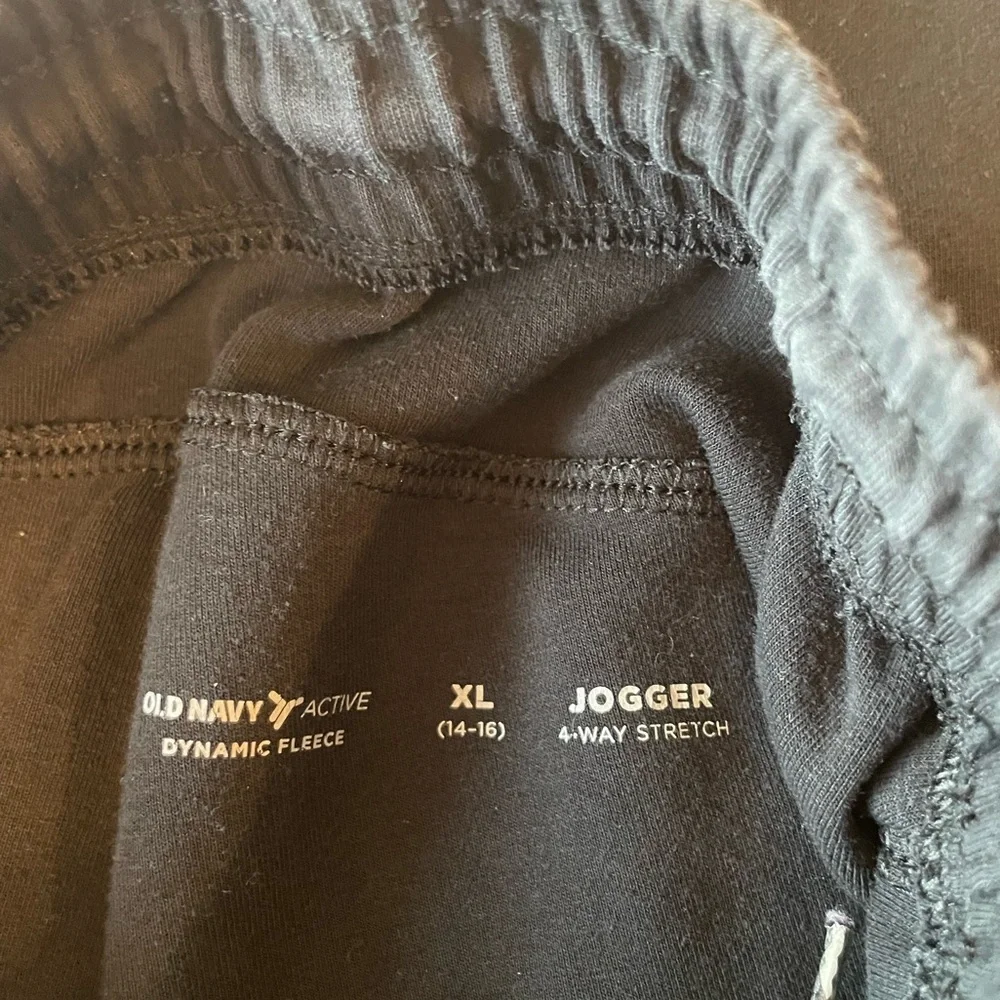 OLD NAVY ACTIVE
DYNAMIC FLEECE
XL
(14-16)
JOGGER
4-WAY STRETCH